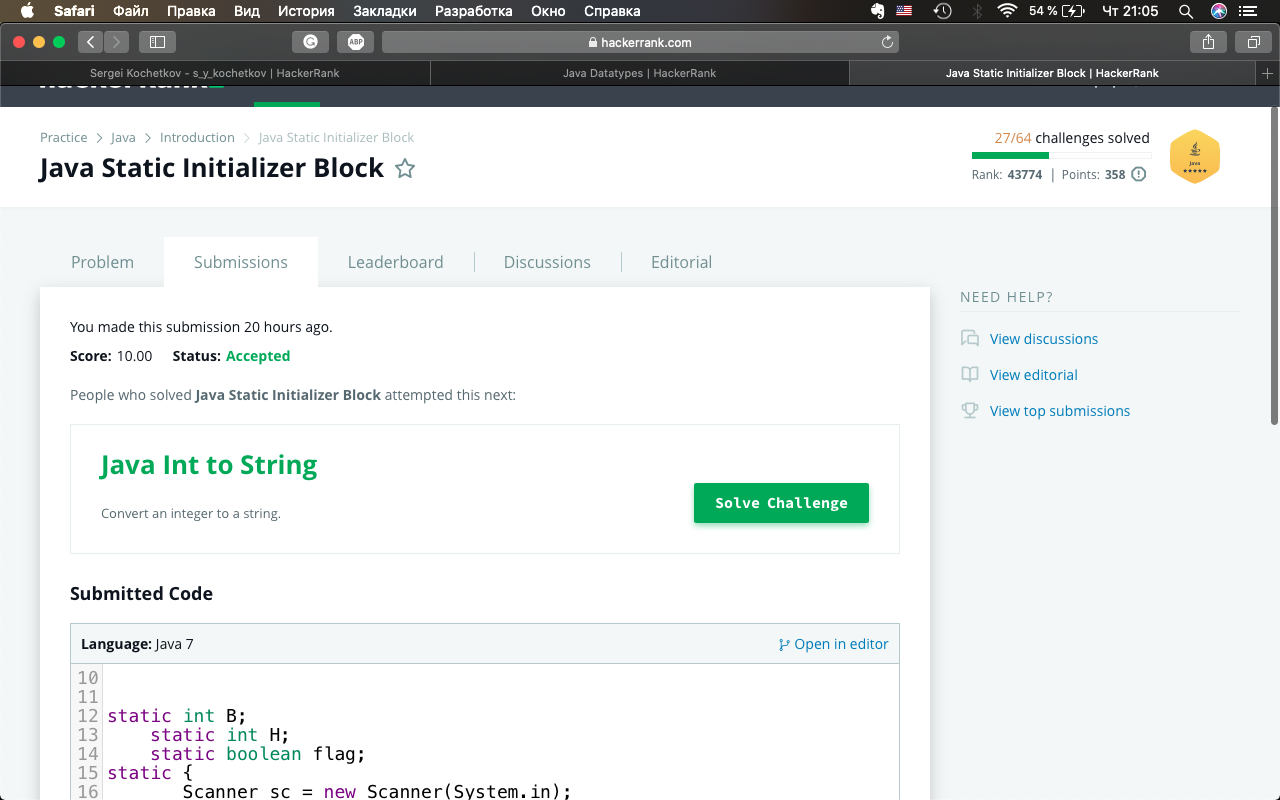 Safari Файл Правка Вид История Закладки Разработка Окно Справка 54 % Чт 21:05
ABP hackerrank.com
Sergei Kochetkov - s_y_kochetkov | HackerRank Java Datatypes | HackerRank Java Static Initializer Block | HackerRank +
Practice > Java > Introduction > Java Static Initializer Block
27/64 challenges solved
Java Static Initializer Block
Rank: 43774 | Points: 358
Java
Problem Submissions Leaderboard Discussions Editorial
You made this submission 20 hours ago.
Score: 10.00 Status: Accepted
People who solved Java Static Initializer Block attempted this next:
Java Int to String
Convert an integer to a string.
Solve Challenge
Submitted Code
Language: Java 7 Open in editor
10
11
12 static int B;
13 static int H;
14 static boolean flag;
15 static {
16 Scanner sc = new Scanner(System.in);
NEED HELP?
View discussions
View editorial
View top submissions